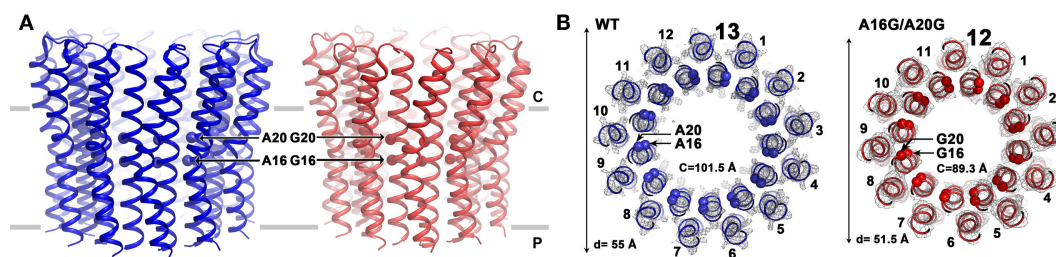 A
A20 G20
A16 G16
C
P
B
WT
13
1
2
3
4
5
6
7
8
9
10
11
12
A20
A16
C=101.5 Å
d= 55 Å
A16G/A20G
12
1
2
4
5
6
7
8
9
10
11
G20
G16
C=89.3 Å
d= 51.5 Å